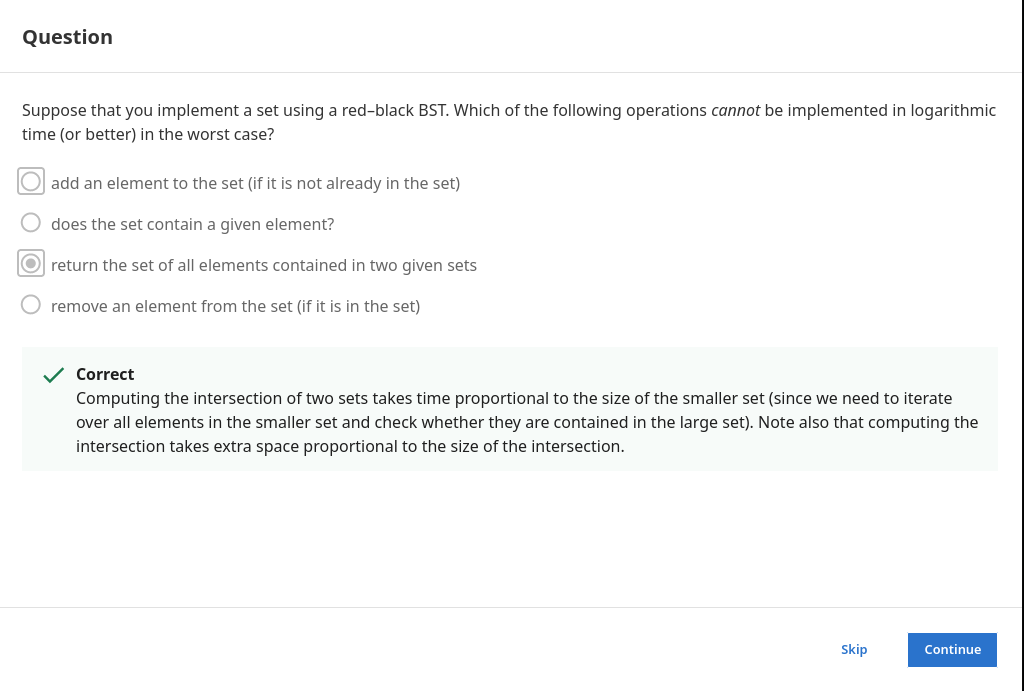 Question
Suppose that you implement a set using a red–black BST. Which of the following operations cannot be implemented in logarithmic
time (or better) in the worst case?
add an element to the set (if it is not already in the set)
does the set contain a given element?
return the set of all elements contained in two given sets
remove an element from the set (if it is in the set)
Correct
Computing the intersection of two sets takes time proportional to the size of the smaller set (since we need to iterate
over all elements in the smaller set and check whether they are contained in the large set). Note also that computing the
intersection takes extra space proportional to the size of the intersection.
Skip
Continue